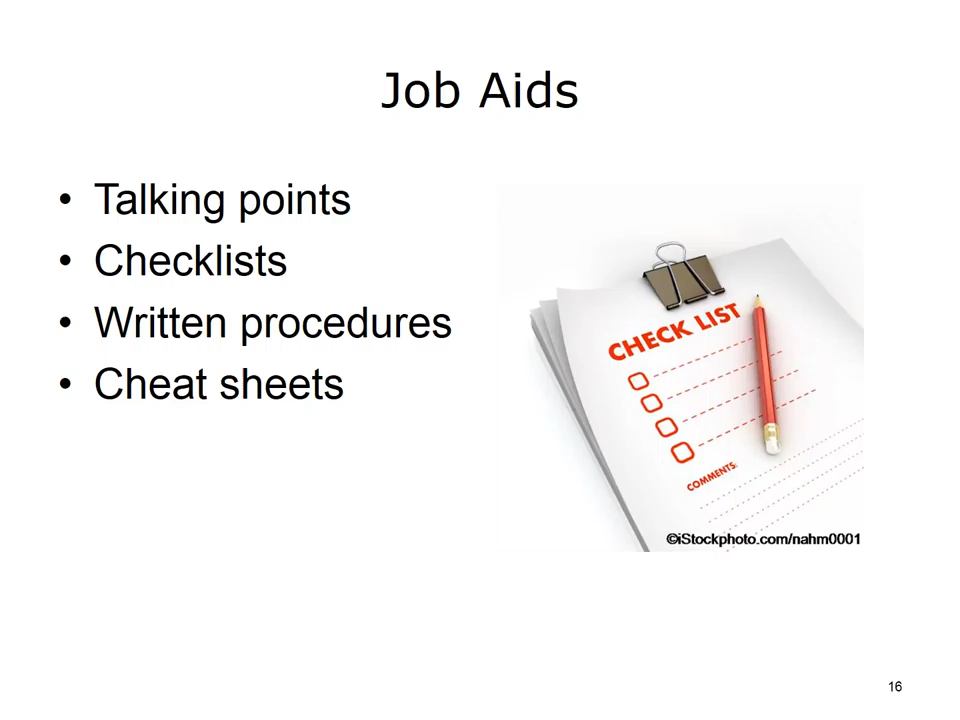 Job Aids
• Talking points
• Checklists
• Written procedures
• Cheat sheets
CHECK LIST
COMMENTS:
©iStockphoto.com/nahm0001
16